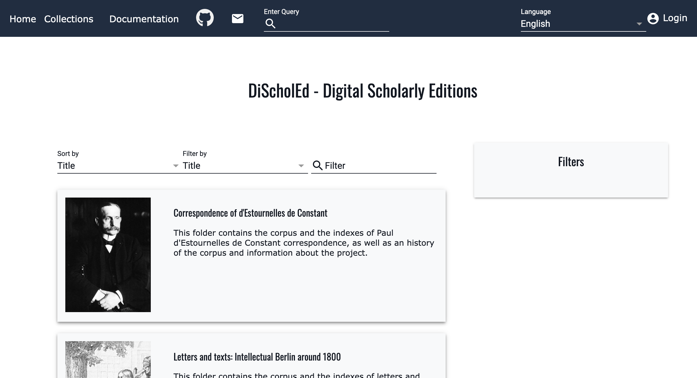 Home Collections Documentation
Enter Query
Language
English
Login
DiScholEd - Digital Scholarly Editions
Sort by
Title
Filter by
Title
Filter
Filters
Correspondence of d'Estournelles de Constant
This folder contains the corpus and the indexes of Paul
d'Estournelles de Constant correspondence, as well as an history
of the corpus and information about the project.
Letters and texts: Intellectual Berlin around 1800
This folder contains the corpus and the indexes of letters and